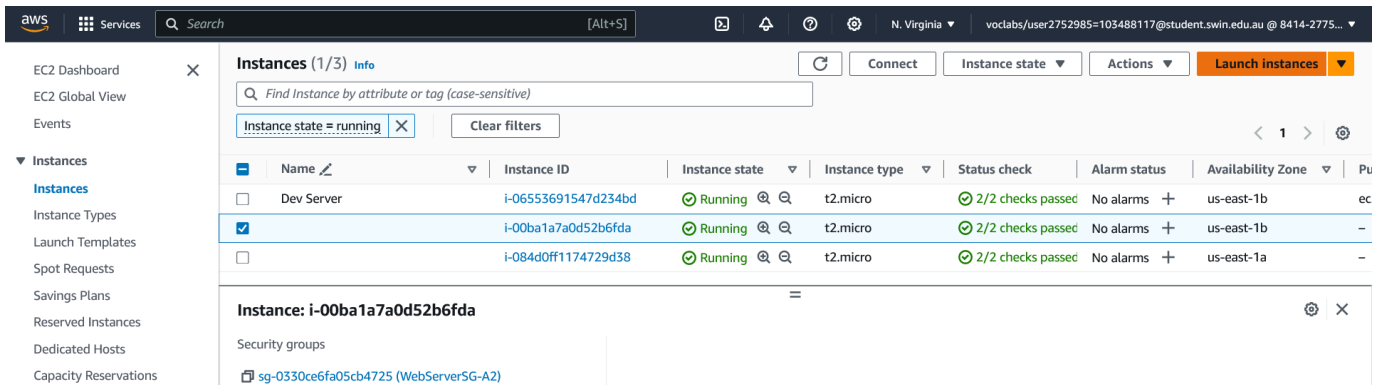 aws Services Search [Alt+S] N. Virginia ▼ voclabs/user2752985=103488117@student.swin.edu.au @ 8414-2775... ▼
EC2 Dashboard
EC2 Global View
Events
▼ Instances
Instances
Instance Types
Launch Templates
Spot Requests
Savings Plans
Reserved Instances
Dedicated Hosts
Capacity Reservations
Instances (1/3) Info
Connect Instance state ▼ Actions ▼ Launch instances ▼
Find Instance by attribute or tag (case-sensitive)
Instance state = running Clear filters
1
Name Instance ID Instance state Instance type Status check Alarm status Availability Zone Pu
Dev Server i-06553691547d234bd Running t2.micro 2/2 checks passed No alarms + us-east-1b ec
i-00ba1a7a0d52b6fda Running t2.micro 2/2 checks passed No alarms + us-east-1b –
i-084d0ff1174729d38 Running t2.micro 2/2 checks passed No alarms + us-east-1a –
Instance: i-00ba1a7a0d52b6fda
Security groups
sg-0330ce6fa05cb4725 (WebServerSG-A2)